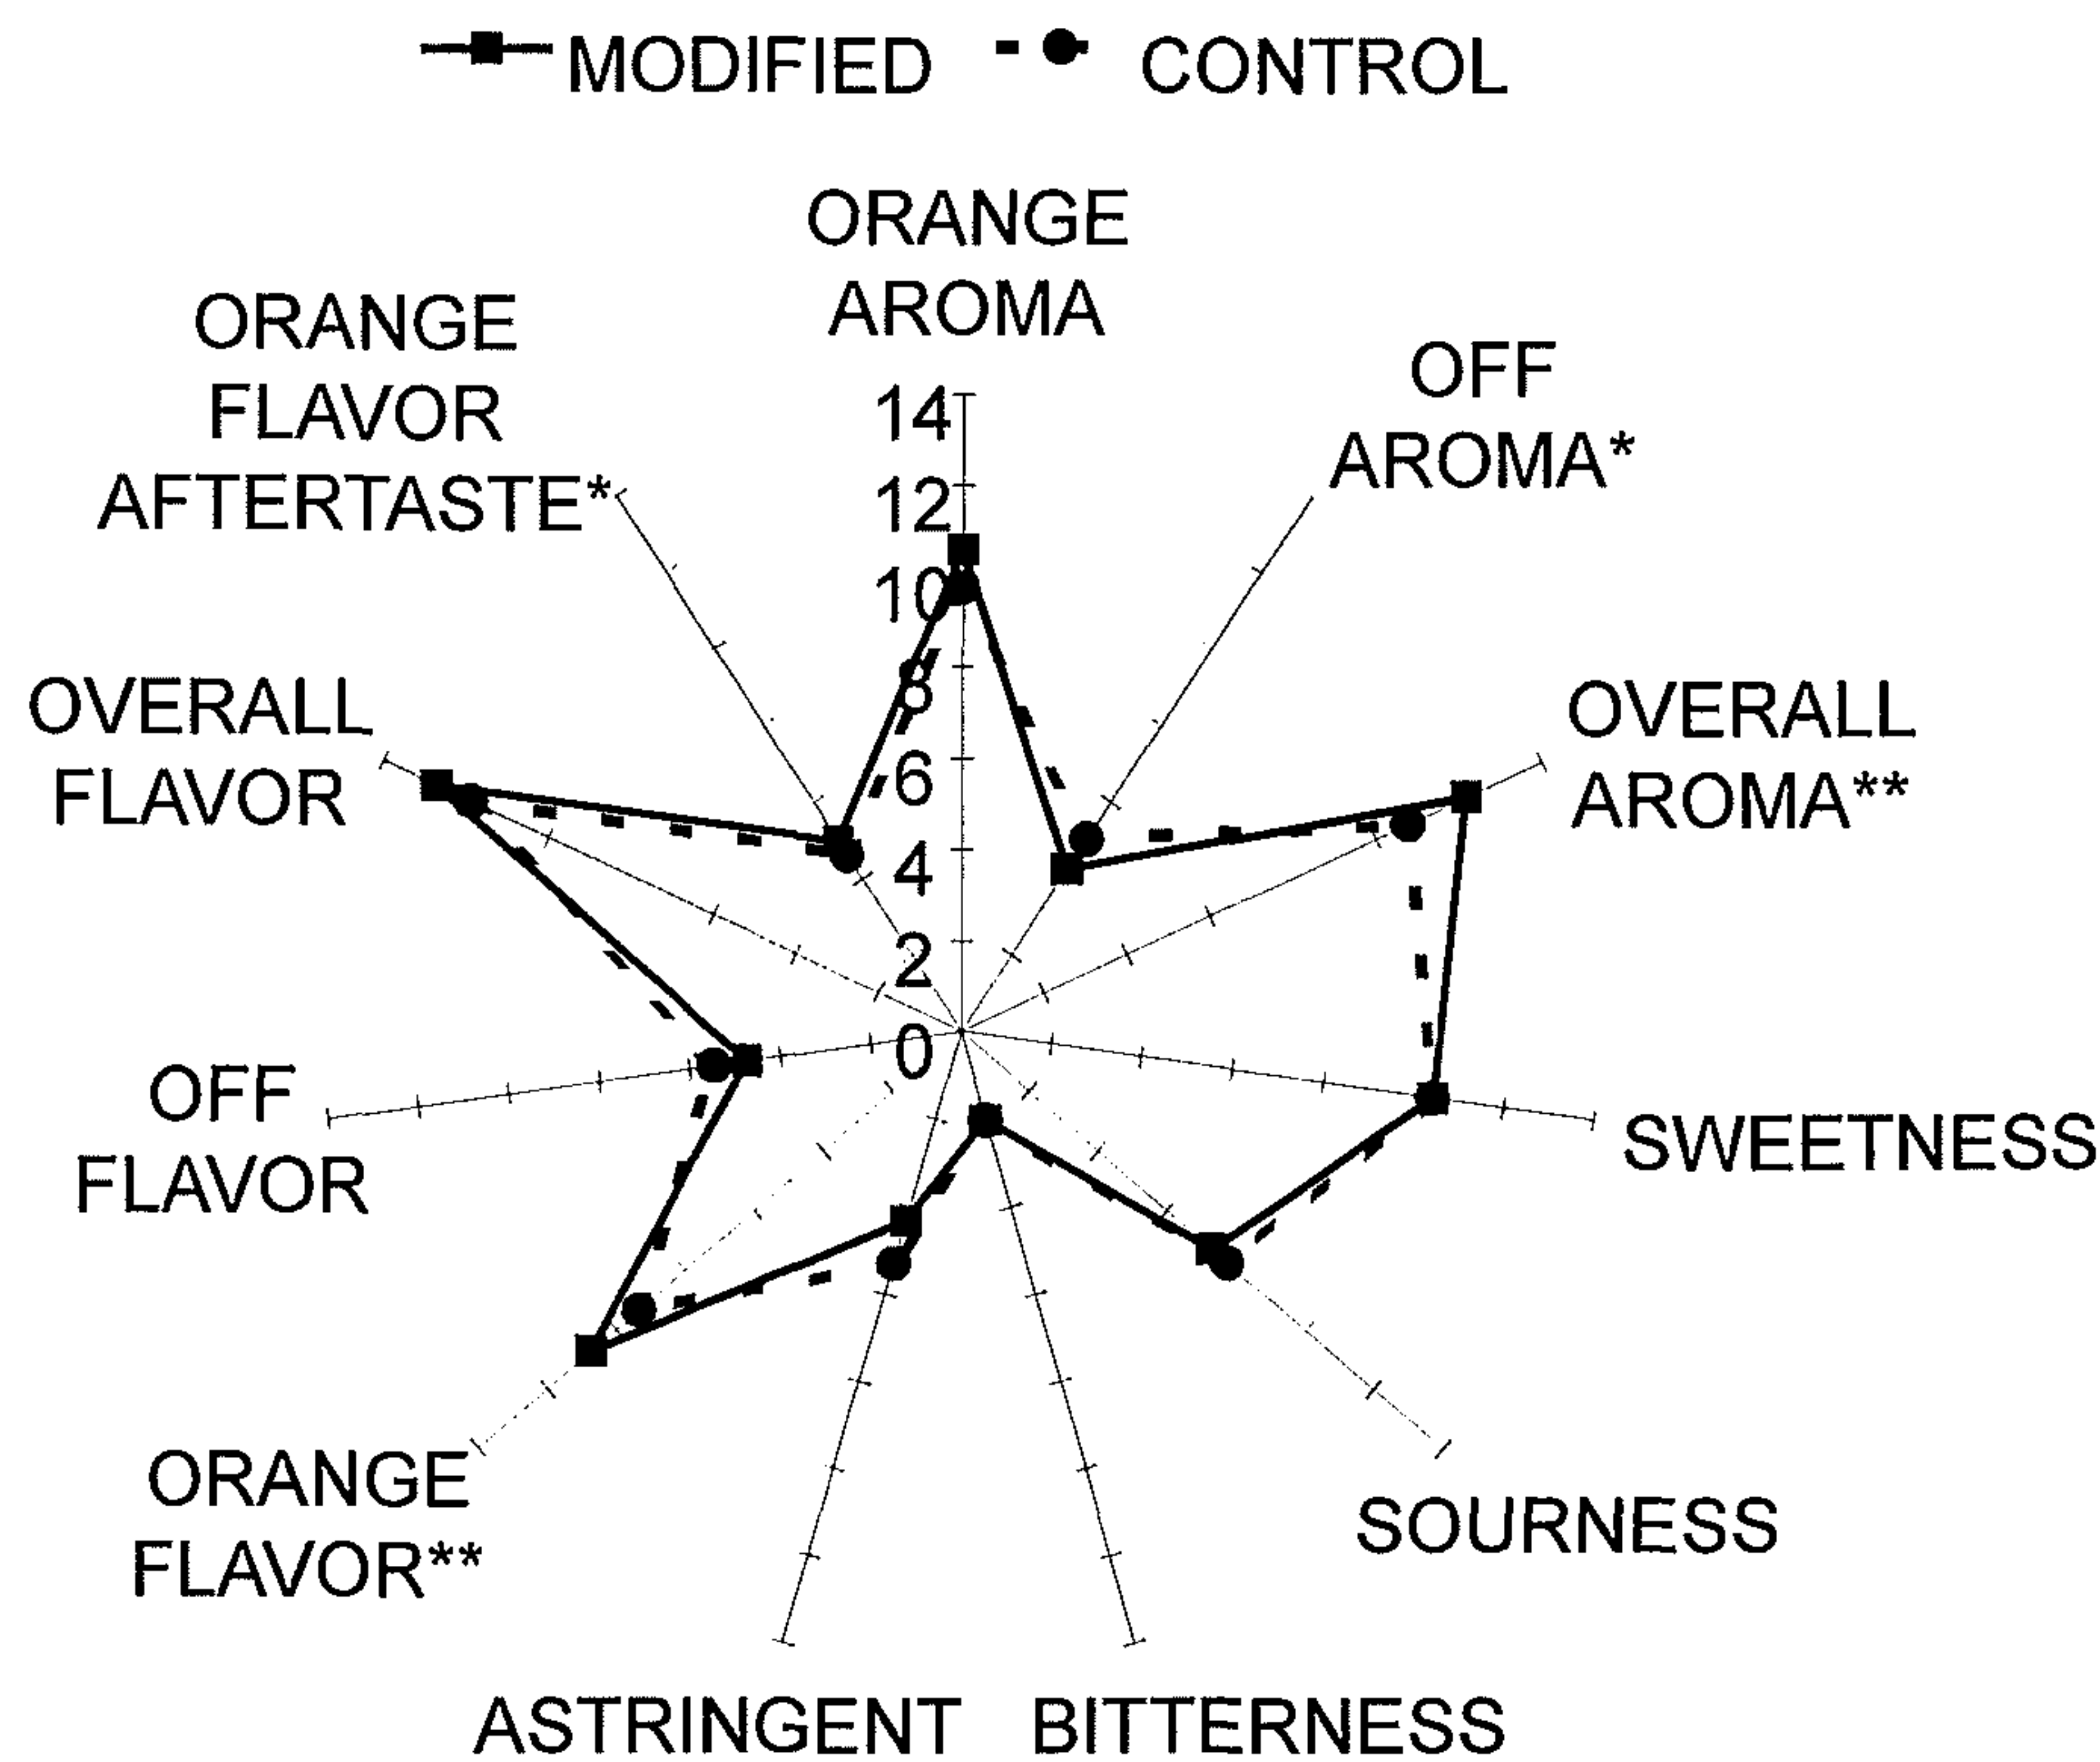 MODIFIED CONTROL
ORANGE
AROMA
ORANGE
FLAVOR
AFTERTASTE*
OFF
AROMA*
14
12
10
8
6
4
2
0
OVERALL
FLAVOR
OVERALL
AROMA**
OFF
FLAVOR
SWEETNESS
ORANGE
FLAVOR**
SOURNESS
ASTRINGENT BITTERNESS